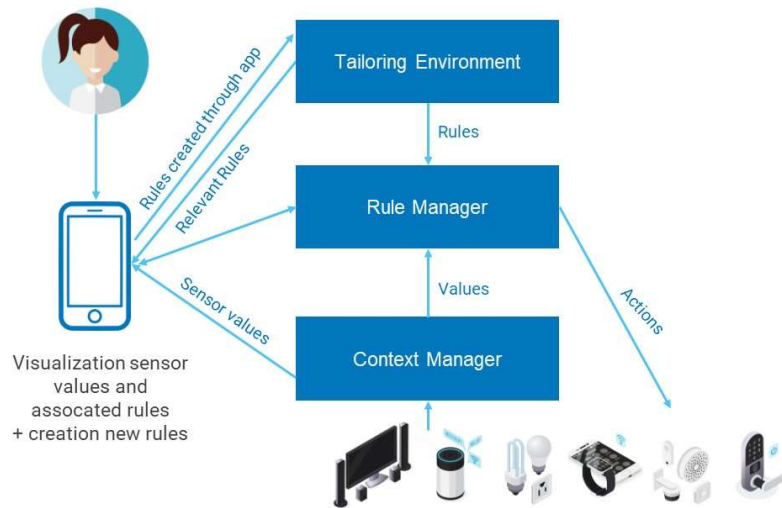 Tailoring Environment
Rules created through app
Relevant Rules
Rules
Rule Manager
Sensor values
Values
Actions
Context Manager
Visualization sensor
values and
assocated rules
+ creation new rules